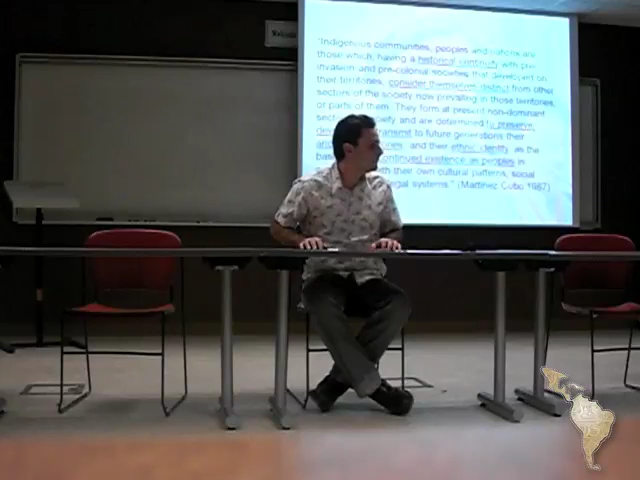 "Indigenous communities, peoples and nations are
those which, having a historical continuity with pre-
invasion and pre-colonial societies that developed on
their territories, consider themselves distinct from other
sectors of the society now prevailing in those territories,
or parts of them. They form at present non-dominant
and are determined to preserve,
transmit to future generations their
and their ethnic identity, as the
continued existence as peoples in
with their own cultural patterns, social
legal systems." (Martinez Cobo 1987)